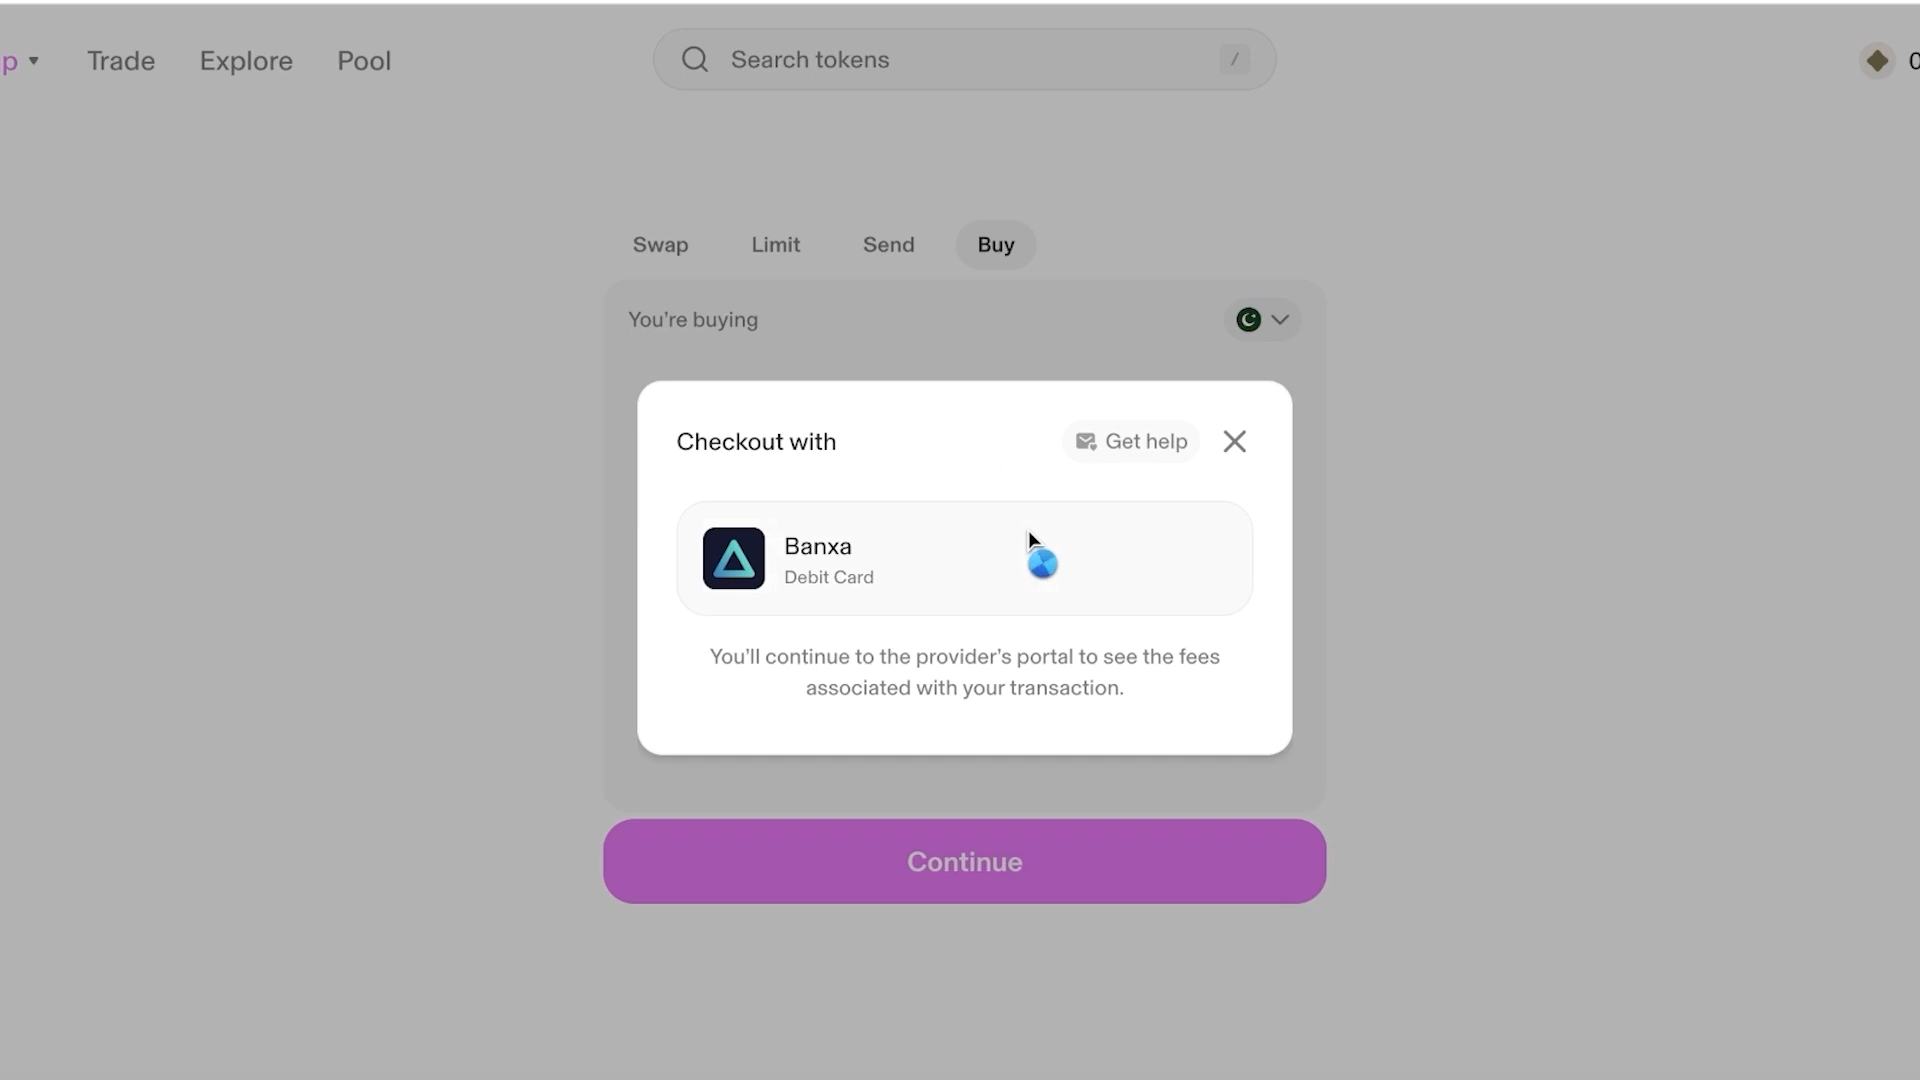 p
Trade
Explore
Pool
Search tokens
/
0
Swap
Limit
Send
Buy
You're buying
Checkout with
Get help
Banxa
Debit Card
You'll continue to the provider's portal to see the fees
associated with your transaction.
Continue